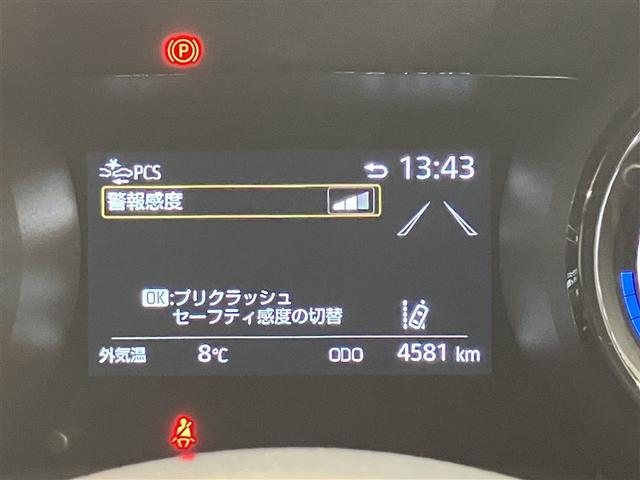 P
PCS 13:43
警報感度
OK:プリクラッシュ
セーフティ感度の切替
外気温 8℃ ODO 4581 km